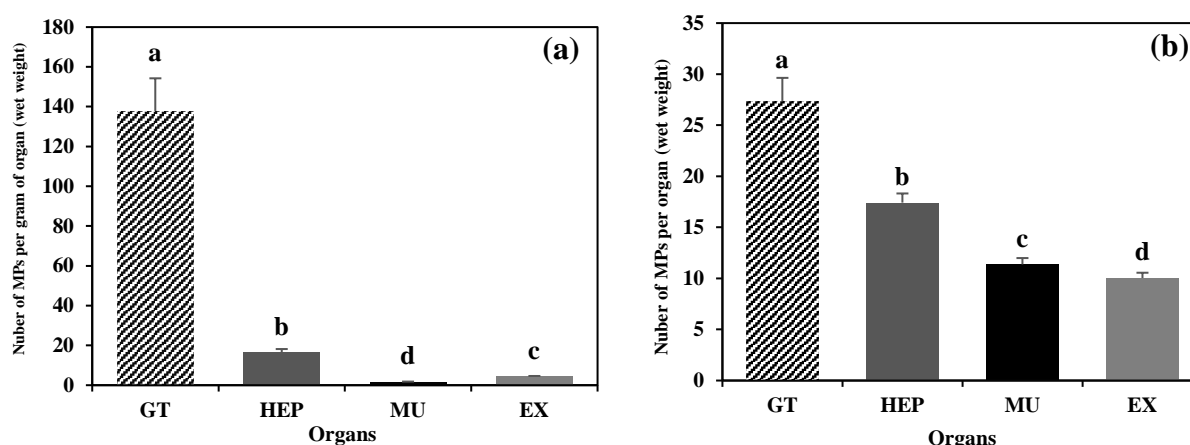 (a)
Nuber of MPs per gram of organ (wet weight)
180
160
140
120
100
80
60
40
20
0
a
b
d
c
GT HEP MU EX
Organs
(b)
Nuber of MPs per organ (wet weight)
35
30
25
20
15
10
5
0
a
b
c
d
GT HEP MU EX
Organs